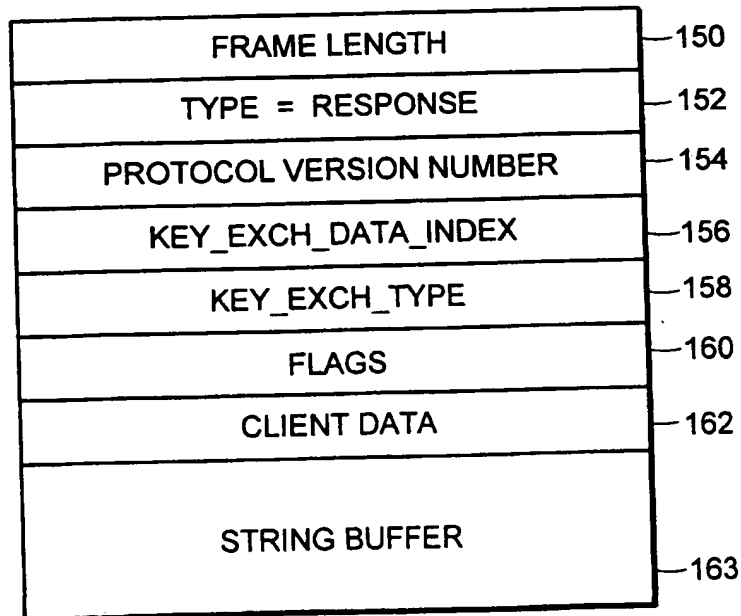 FRAME LENGTH 150
TYPE = RESPONSE 152
PROTOCOL VERSION NUMBER 154
KEY_EXCH_DATA_INDEX 156
KEY_EXCH_TYPE 158
FLAGS 160
CLIENT DATA 162
STRING BUFFER
163